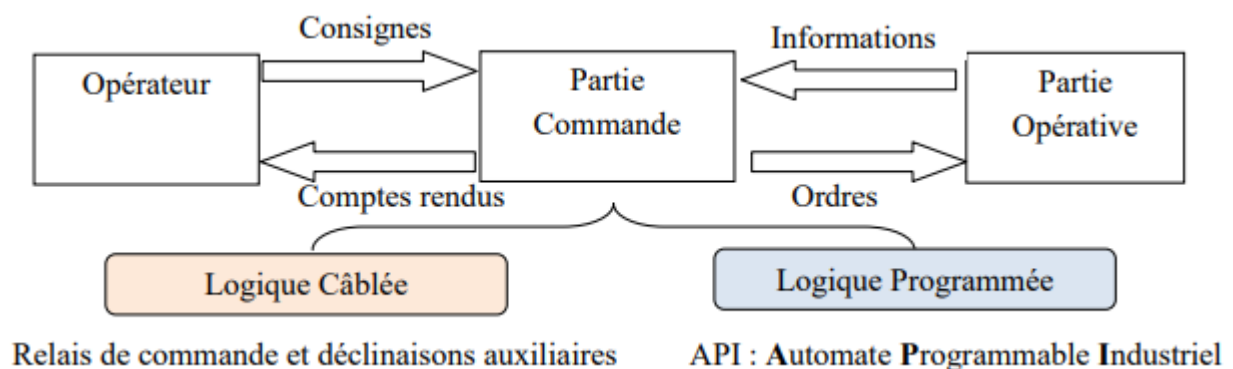 Consignes
Informations
Opérateur
Partie
Commande
Partie
Opérative
Comptes rendus
Ordres
Logique Câblée
Logique Programmée
Relais de commande et déclinaisons auxiliaires
API : Automate Programmable Industriel